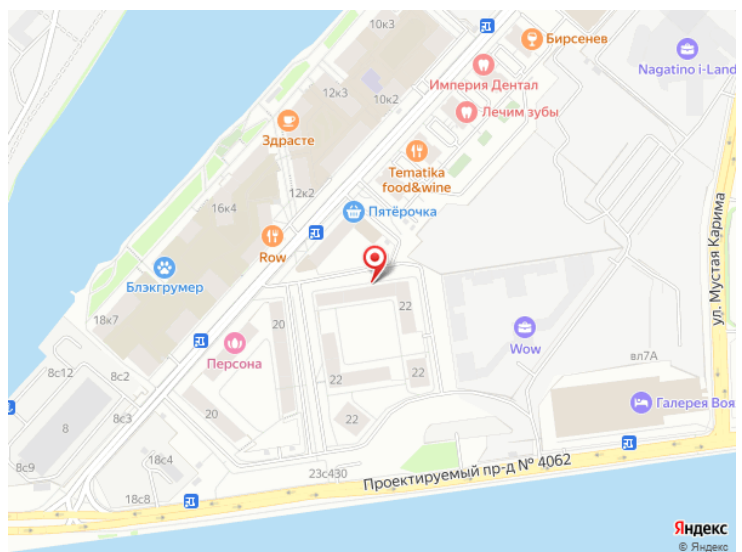 10к3
Бирсенев
12к3
10к2
Nagatino i-Land
Империя Дентал
Лечим зубы
Здрасте
Tematika
food&wine
12к2
16к4
Пятёрочка
ул. Мустая Карима
Row
Блэкгрумер
18к7
22
20
22
Персона
Wow
вл7А
8с12
8с2
22
22
Галерея Воя
8с3
20
8
18с4
8с9
23с430
Проектируемый пр-д № 4062
18с8
Яндекс
© Яндекс